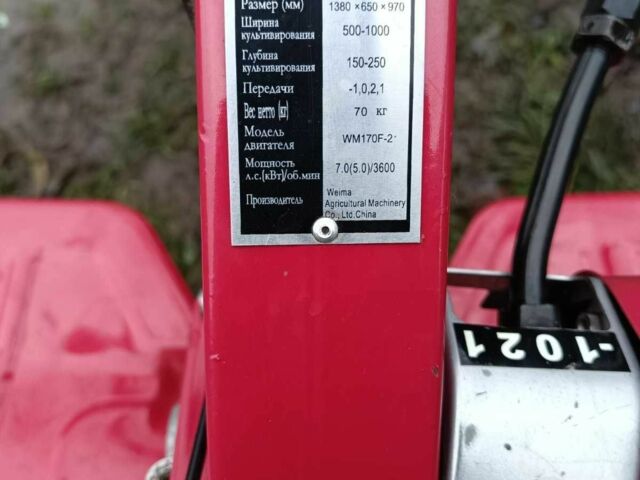 Размер (мм) 1380×650×970
Ширина культивирования 500-1000
Глубина культивирования 150-250
Передачи -1,0,2,1
Вес нетто (кг) 70 кг
Модель двигателя WM170F-2
Мощность л.с.(кВт)/об.мин 7.0(5.0)/3600
Производитель Weima
Agricultural Machinery
Co., Ltd.China
-1021